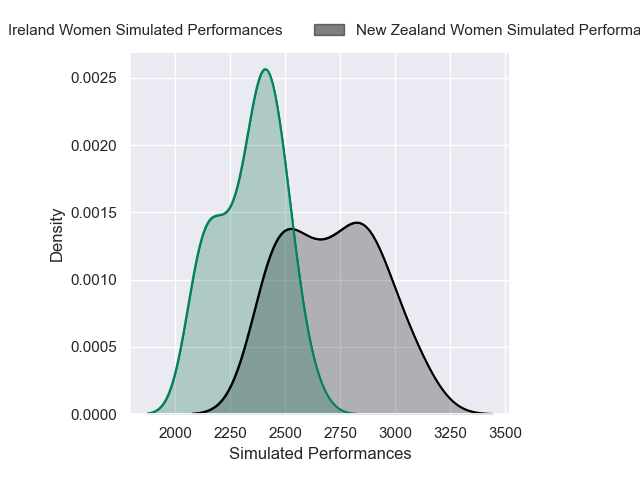 Ireland Women Simulated Performances New Zealand Women Simulated
0.0025
0.0020
0.0015
0.0010
0.0005
0.0000
Density
2000 2250 2500 2750 3000 3250 3500
Simulated Performances